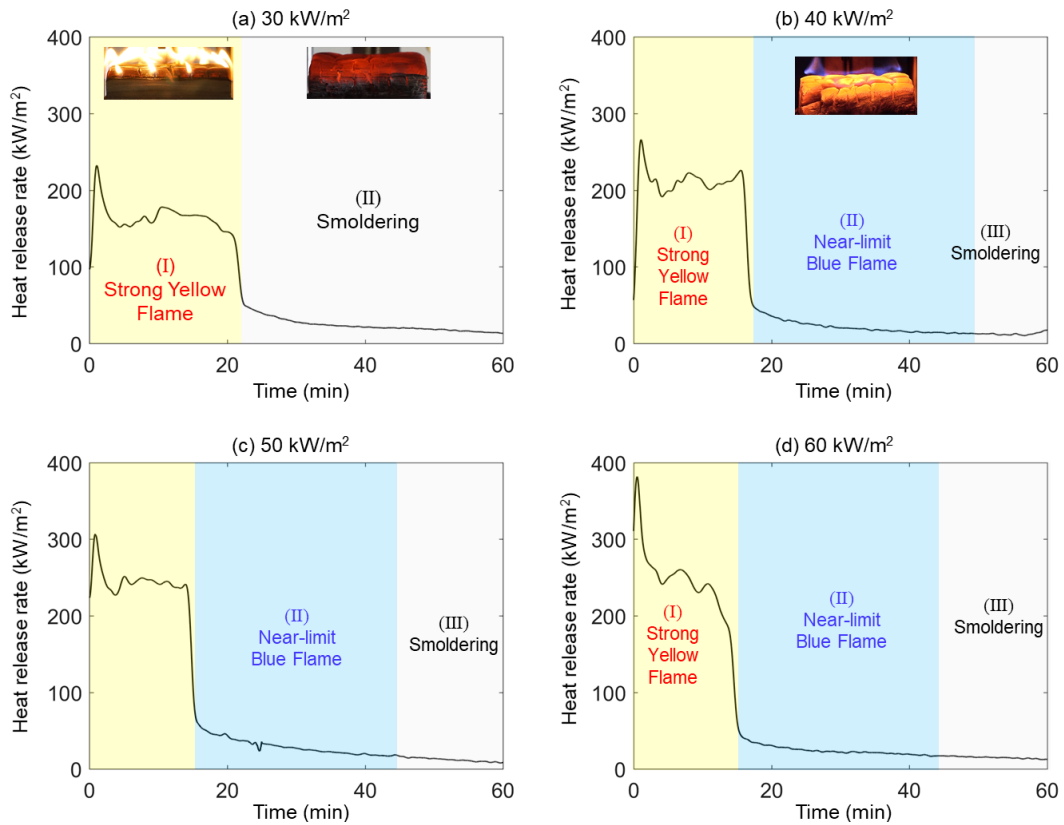 (a) 30 kW/m²
Heat release rate (kW/m²)
400
300
200
100
0
(I)
Strong Yellow
Flame
(II)
Smoldering
0 20 40 60
Time (min)
(b) 40 kW/m²
Heat release rate (kW/m²)
400
300
200
100
0
(I)
Strong
Yellow
Flame
(II)
Near-limit
Blue Flame
(III)
Smoldering
0 20 40 60
Time (min)
(c) 50 kW/m²
Heat release rate (kW/m²)
400
300
200
100
0
(II)
Near-limit
Blue Flame
(III)
Smoldering
0 20 40 60
Time (min)
(d) 60 kW/m²
Heat release rate (kW/m²)
400
300
200
100
0
(I)
Strong
Yellow
Flame
(II)
Near-limit
Blue Flame
(III)
Smoldering
0 20 40 60
Time (min)